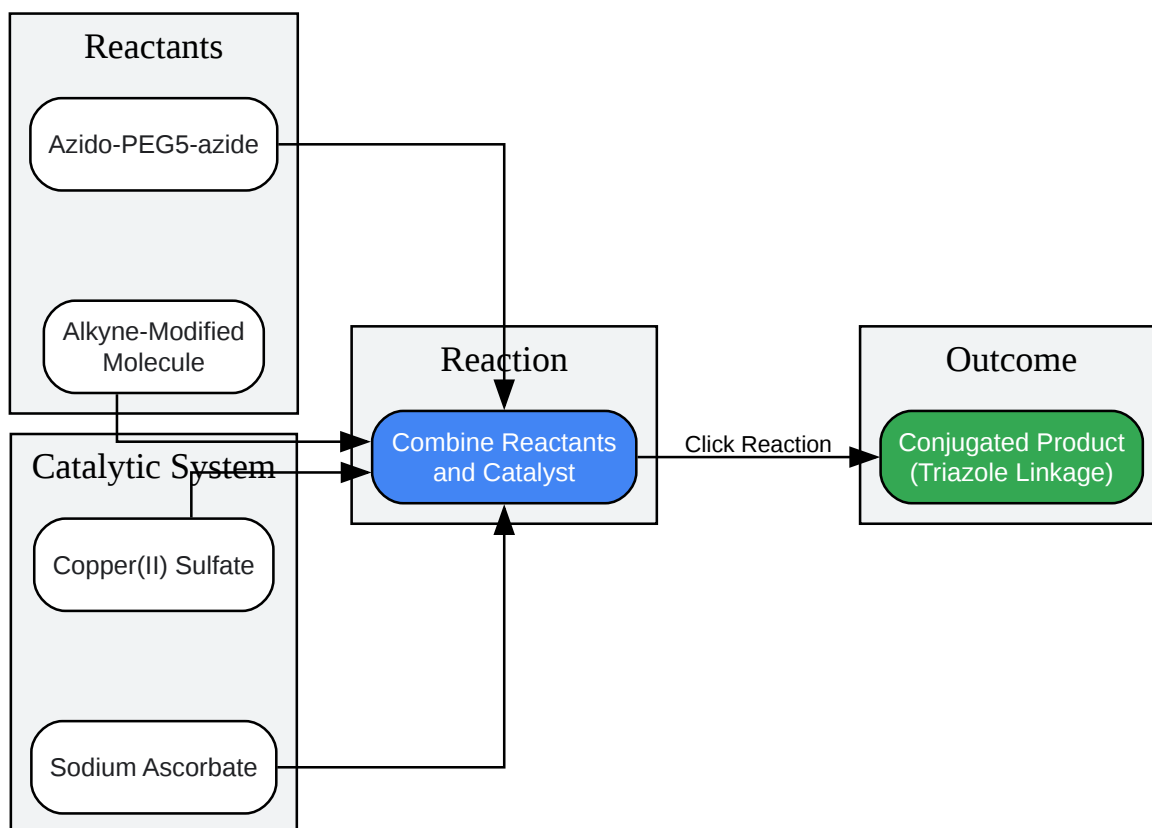 Reactants
Azido-PEG5-azide
Alkyne-Modified
Molecule
Catalytic System
Copper(II) Sulfate
Sodium Ascorbate
Reaction
Combine Reactants
and Catalyst
Click Reaction
Outcome
Conjugated Product
(Triazole Linkage)